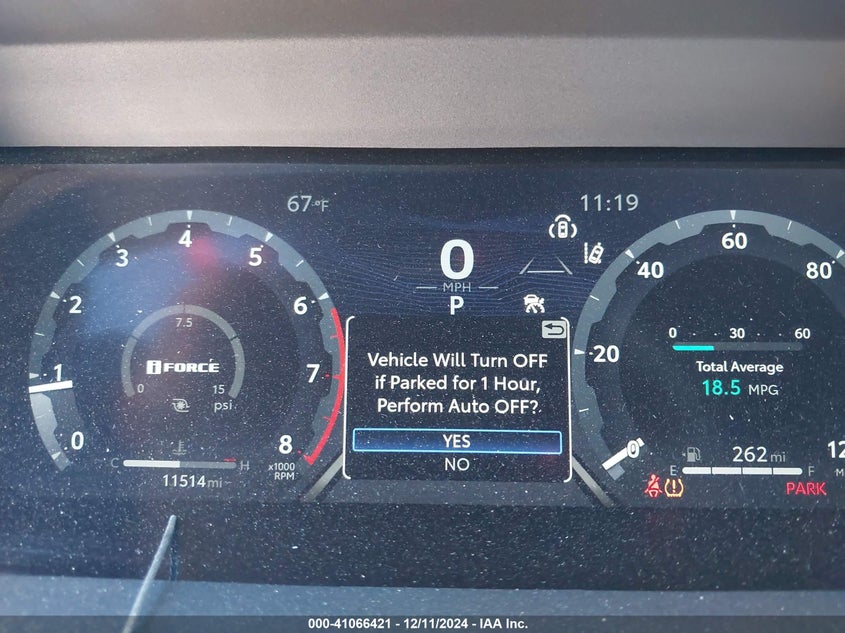 67°F
11:19
4
3
5
2
6
1
7
0
8
x1000
RPM
7.5
i FORCE
0
15
psi
C
H
11514 mi
0
MPH
P
Vehicle Will Turn OFF
if Parked for 1 Hour,
Perform Auto OFF?
YES
NO
60
40
80
20
0
0
30
60
Total Average
18.5 MPG
262 mi
E
F
PARK
000-41066421 - 12/11/2024 - IAA Inc.